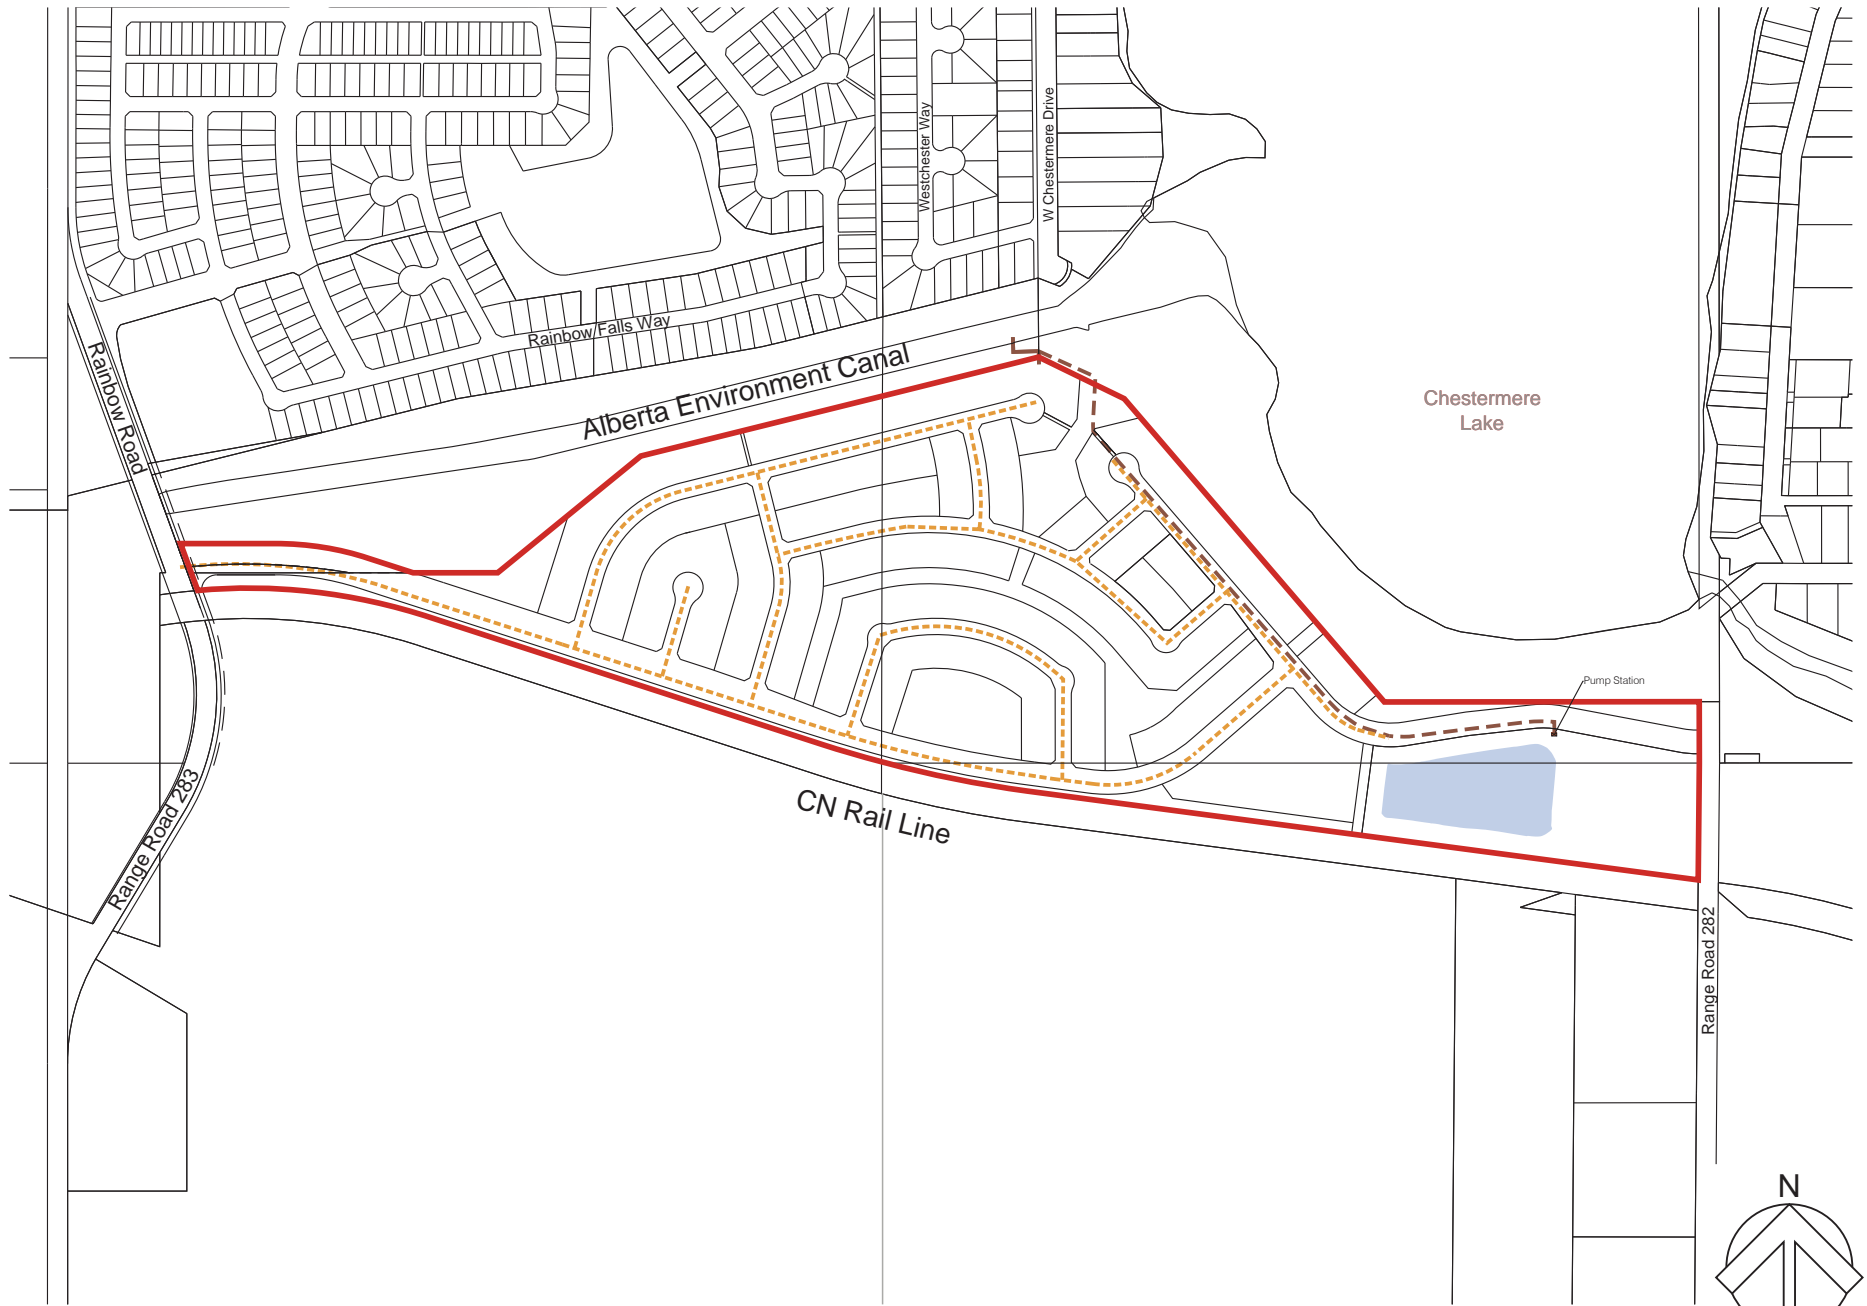 Westchester Way
W Chestermere Drive
Rainbow Falls Way
Rainbow Road
Alberta Environment Canal
Chestermere
Lake
Pump Station
Range Road 283
CN Rail Line
Range Road 282
N